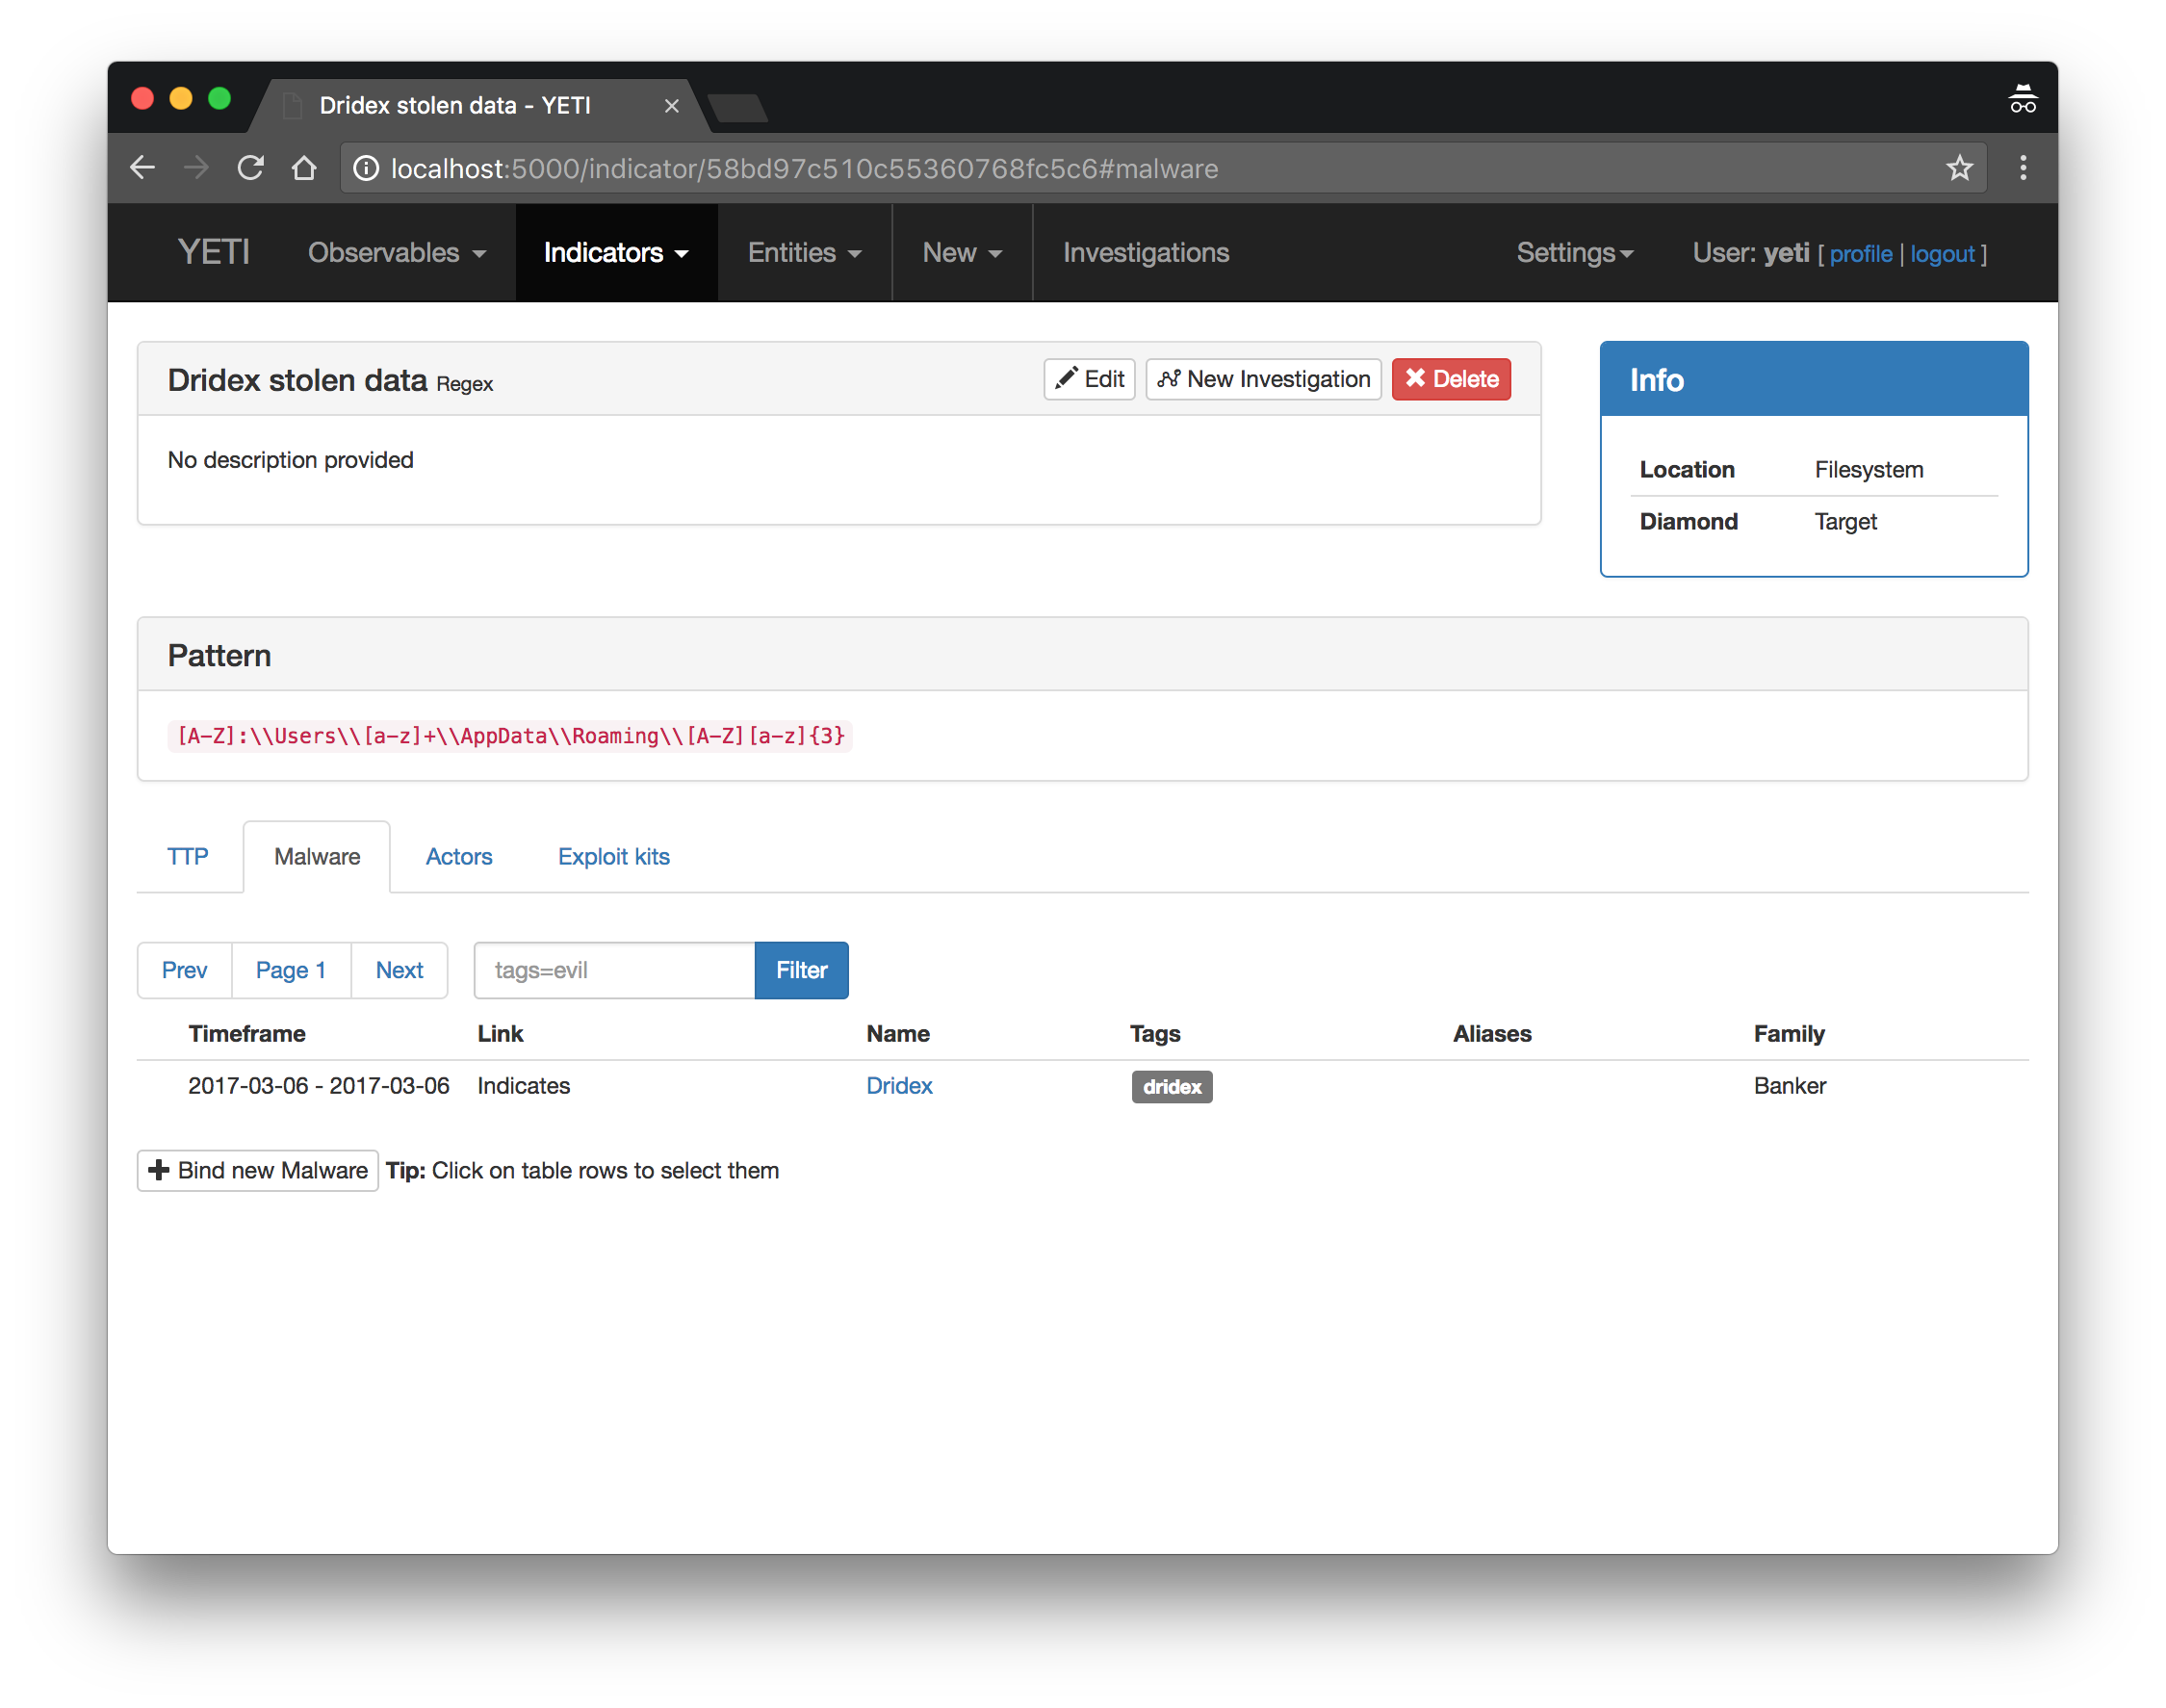 Dridex stolen data - YETI
localhost:5000/indicator/58bd97c510c55360768fc5c6#malware
YETI Observables Indicators Entities New Investigations Settings User: yeti [ profile | logout ]
Dridex stolen data Regex Edit New Investigation Delete
No description provided
Info
Location Filesystem
Diamond Target
Pattern
[A-Z]:\\Users\\[a-z]+\\AppData\\Roaming\\[A-Z][a-z]{3}
TTP Malware Actors Exploit kits
Prev Page 1 Next tags=evil Filter
Timeframe Link Name Tags Aliases Family
2017-03-06 - 2017-03-06 Indicates Dridex dridex Banker
Bind new Malware Tip: Click on table rows to select them